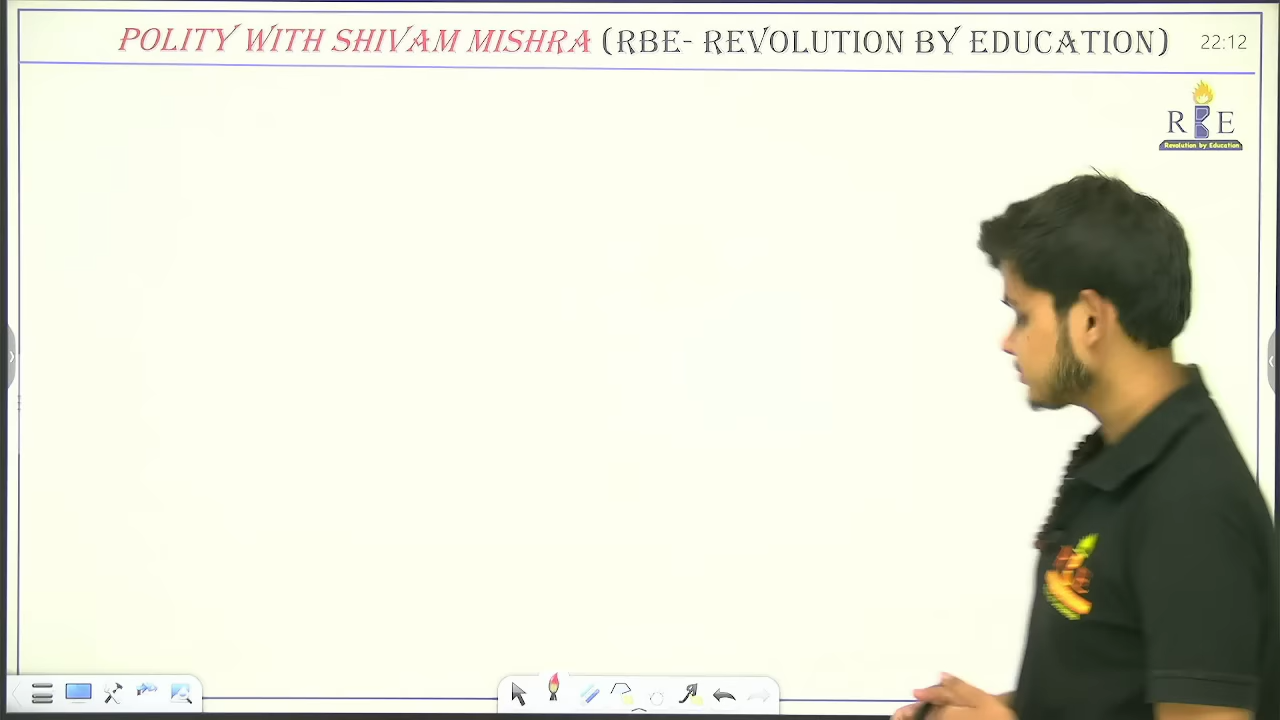 POLITY WITH SHIVAM MISHRA (RBE- REVOLUTION BY EDUCATION)
22:12
RBE
Revolution by Education